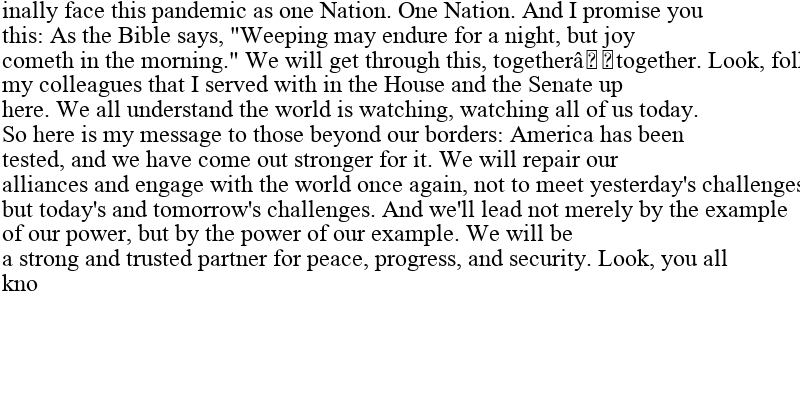 inally face this pandemic as one Nation. One Nation. And I promise you
this: As the Bible says, "Weeping may endure for a night, but joy
cometh in the morning." We will get through this, togetherâtogether. Look, foll
my colleagues that I served with in the House and the Senate up
here. We all understand the world is watching, watching all of us today.
So here is my message to those beyond our borders: America has been
tested, and we have come out stronger for it. We will repair our
alliances and engage with the world once again, not to meet yesterday's challenges
but today's and tomorrow's challenges. And we'll lead not merely by the example
of our power, but by the power of our example. We will be
a strong and trusted partner for peace, progress, and security. Look, you all
kno